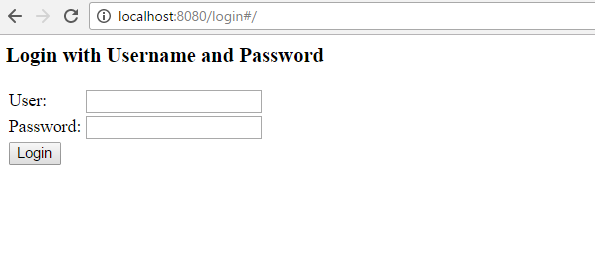 localhost:8080/login#/
Login with Username and Password
User:
Password:
Login